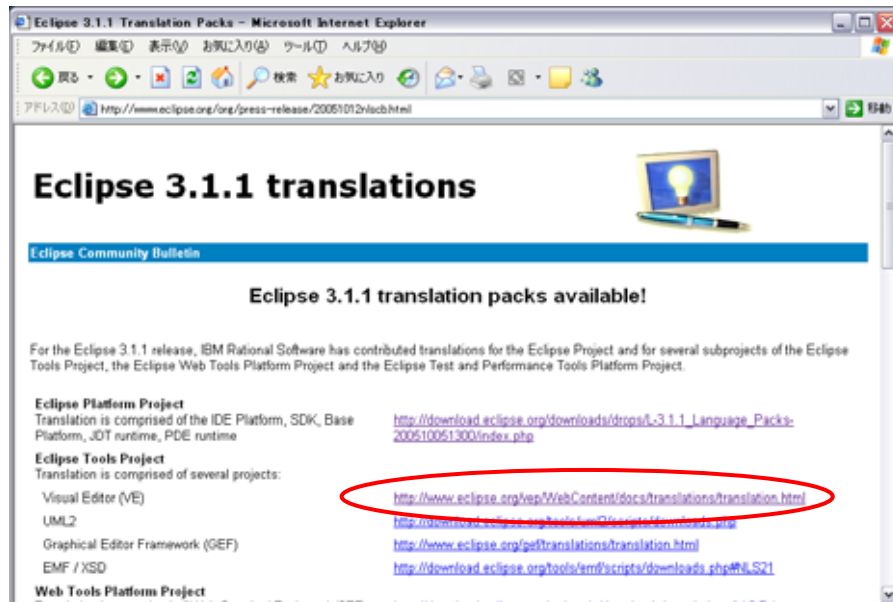 Eclipse 3.1.1 Translation Packs - Microsoft Internet Explorer
ファイル(F) 編集(E) 表示(V) お気に入り(A) ツール(T) ヘルプ(H)
戻る 検索 お気に入り
アドレス(D) http://www.eclipse.org/org/press-release/20051012nlscb.html 移動
Eclipse 3.1.1 translations
Eclipse Community Bulletin
Eclipse 3.1.1 translation packs available!
For the Eclipse 3.1.1 release, IBM Rational Software has contributed translations for the Eclipse Project and for several subprojects of the Eclipse
Tools Project, the Eclipse Web Tools Platform Project and the Eclipse Test and Performance Tools Platform Project.
Eclipse Platform Project
Translation is comprised of the IDE Platform, SDK, Base
Platform, JDT runtime, PDE runtime
http://download.eclipse.org/downloads/drops/L-3.1.1_Language_Packs-
200510051300/index.php
Eclipse Tools Project
Translation is comprised of several projects:
Visual Editor (VE) http://www.eclipse.org/vep/WebContent/docs/translations/translation.html
UML2 http://download.eclipse.org/tools/uml2/scripts/downloads.php
Graphical Editor Framework (GEF) http://www.eclipse.org/gef/translations/translation.html
EMF / XSD http://download.eclipse.org/tools/emf/scripts/downloads.php#NLS21
Web Tools Platform Project